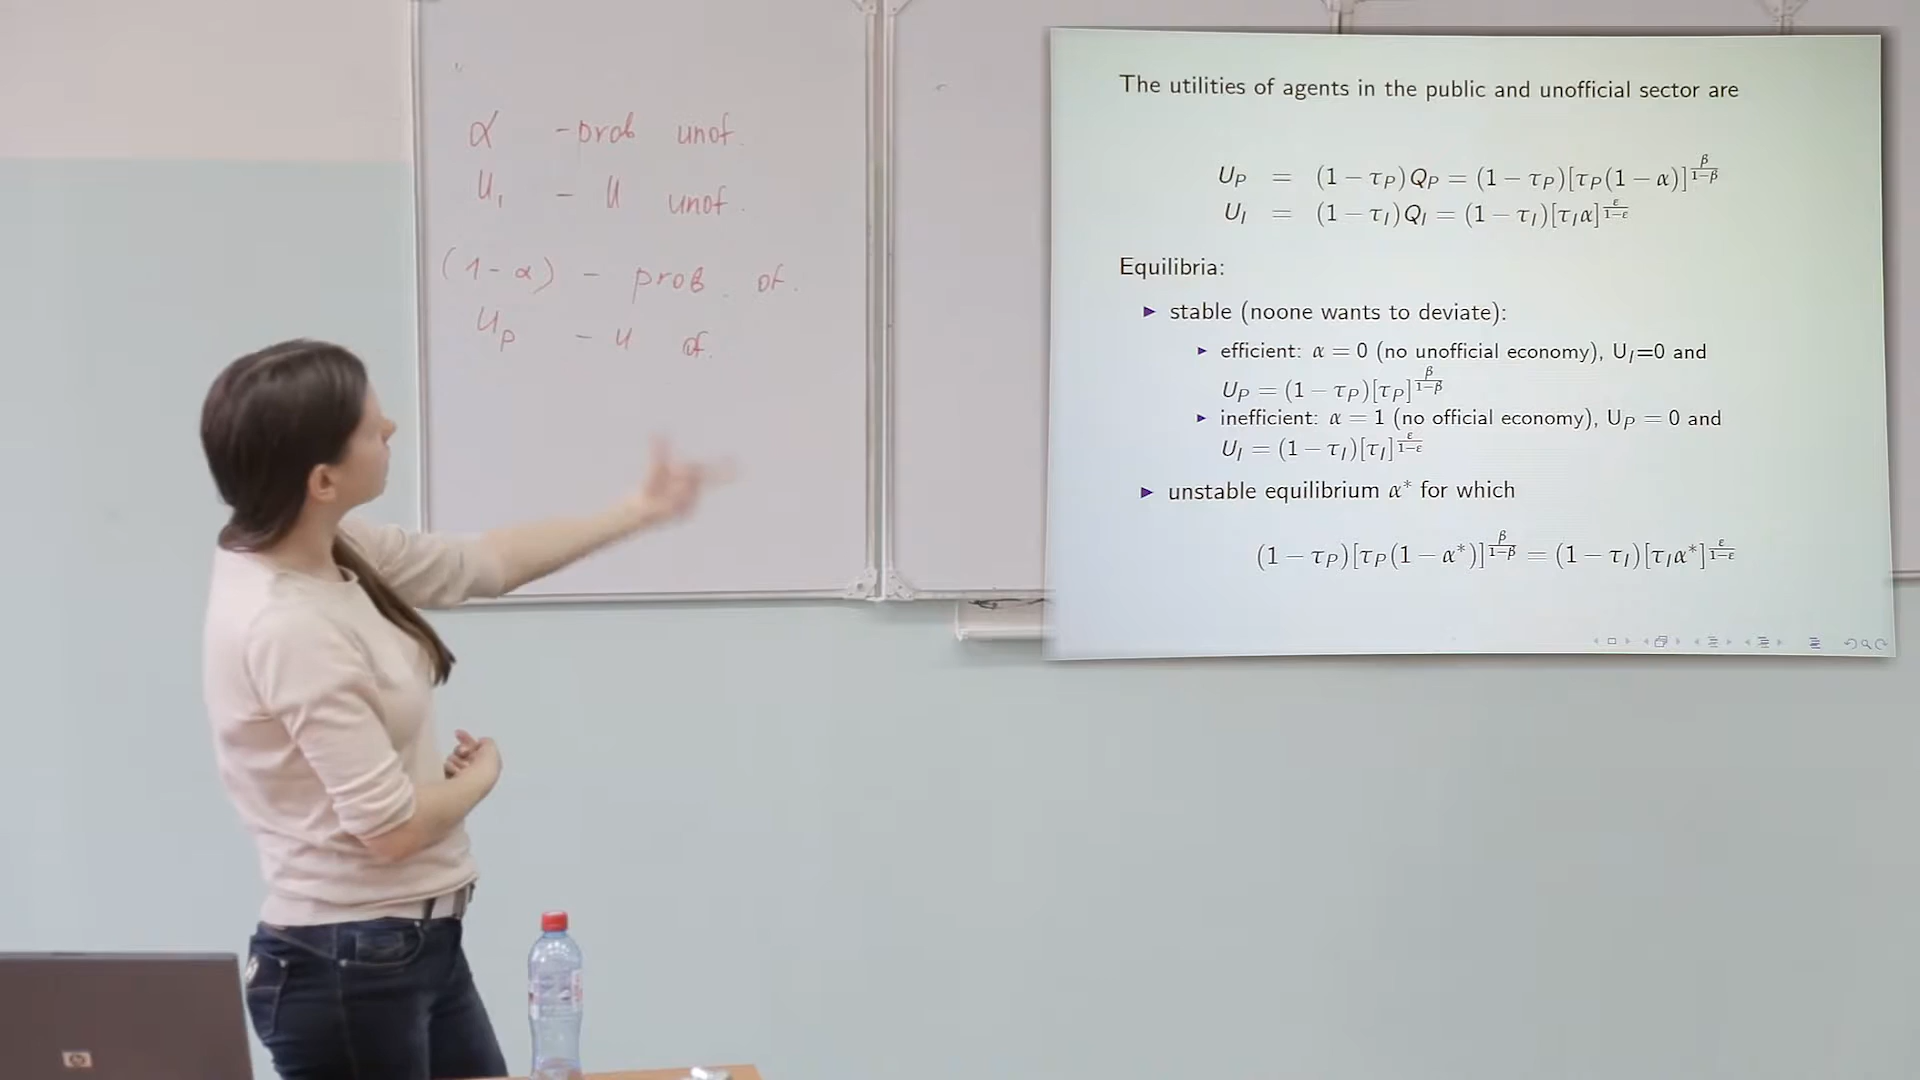 α - prob unof.
U₁ - U unof.
(1-α) - prob. of.
Uₚ - U of.
The utilities of agents in the public and unofficial sector are
U_P = (1 − τ_P)Q_P = (1 − τ_P)[τ_P(1 − α)]^{β/(1−β)}
U_I = (1 − τ_I)Q_I = (1 − τ_I)[τ_Iα]^{ε/(1−ε)}
Equilibria:
▶ stable (noone wants to deviate):
▶ efficient: α = 0 (no unofficial economy), U_I=0 and
U_P = (1 − τ_P)[τ_P]^{β/(1−β)}
▶ inefficient: α = 1 (no official economy), U_P = 0 and
U_I = (1 − τ_I)[τ_I]^{ε/(1−ε)}
▶ unstable equilibrium α* for which
(1 − τ_P)[τ_P(1 − α*)]^{β/(1−β)} = (1 − τ_I)[τ_Iα*]^{ε/(1−ε)}
hp